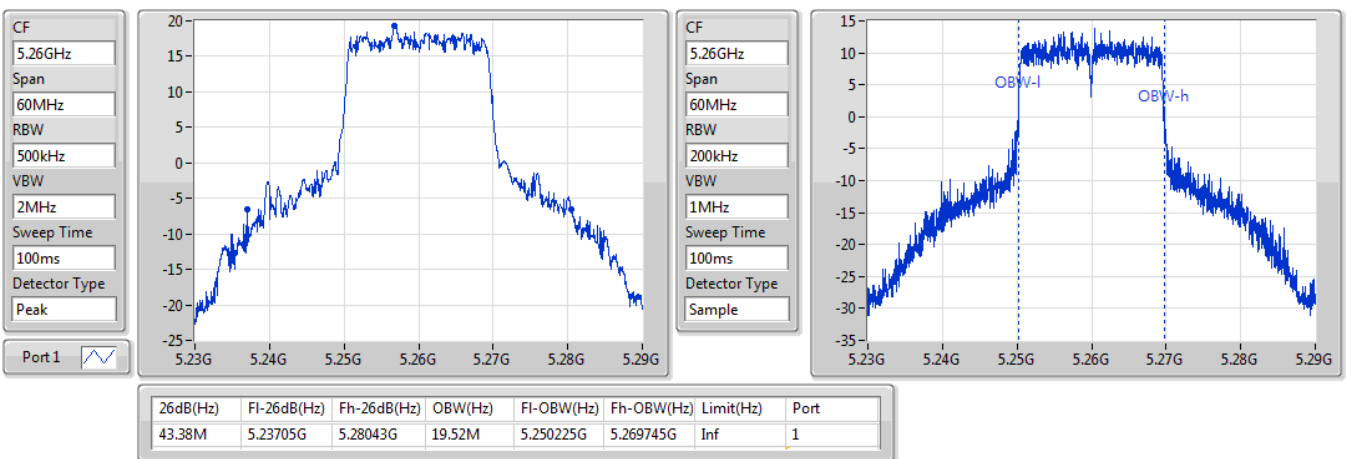 CF
5.26GHz
Span
60MHz
RBW
500kHz
VBW
2MHz
Sweep Time
100ms
Detector Type
Peak
Port 1
20
15
10
5
0
-5
-10
-15
-20
-25
5.23G 5.24G 5.25G 5.26G 5.27G 5.28G 5.29G
CF
5.26GHz
Span
60MHz
RBW
200kHz
VBW
1MHz
Sweep Time
100ms
Detector Type
Sample
15
10
5
0
-5
-10
-15
-20
-25
-30
-35
OBW-l
OBW-h
5.23G 5.24G 5.25G 5.26G 5.27G 5.28G 5.29G
26dB(Hz) Fl-26dB(Hz) Fh-26dB(Hz) OBW(Hz) Fl-OBW(Hz) Fh-OBW(Hz) Limit(Hz) Port
43.38M 5.23705G 5.28043G 19.52M 5.250225G 5.269745G Inf 1